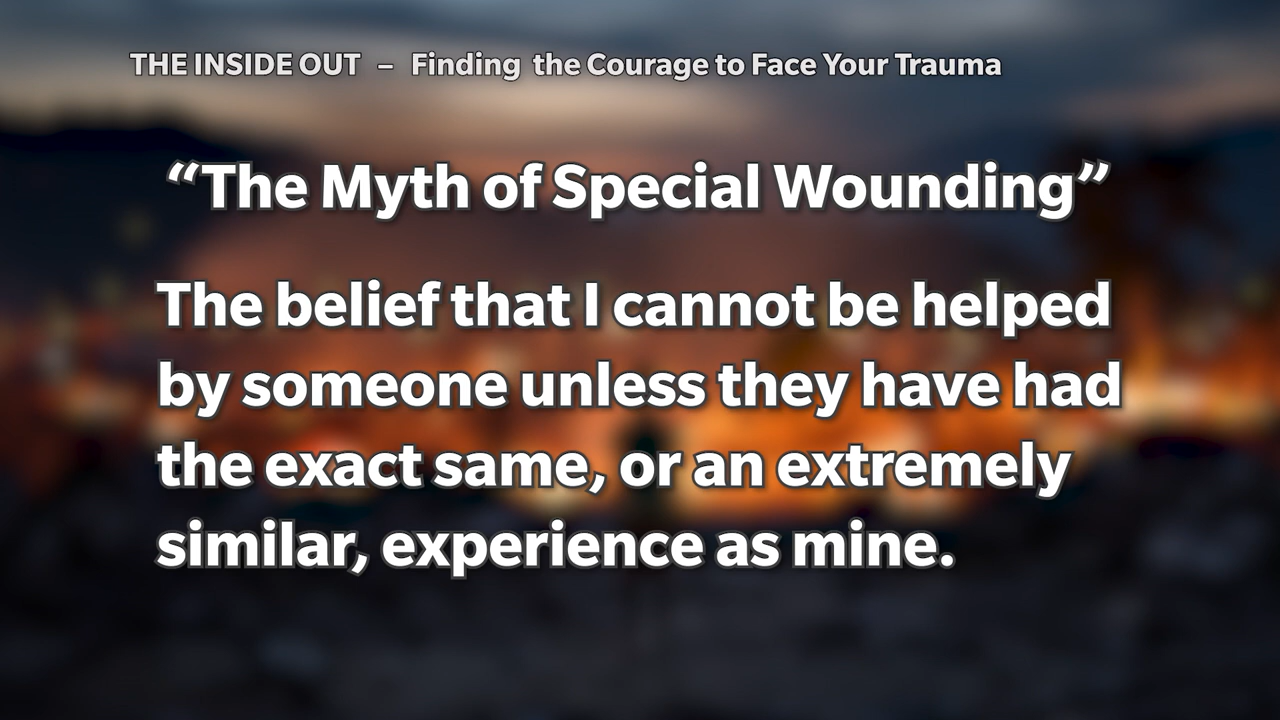 THE INSIDE OUT – Finding the Courage to Face Your Trauma
“The Myth of Special Wounding”
The belief that I cannot be helped
by someone unless they have had
the exact same, or an extremely
similar, experience as mine.